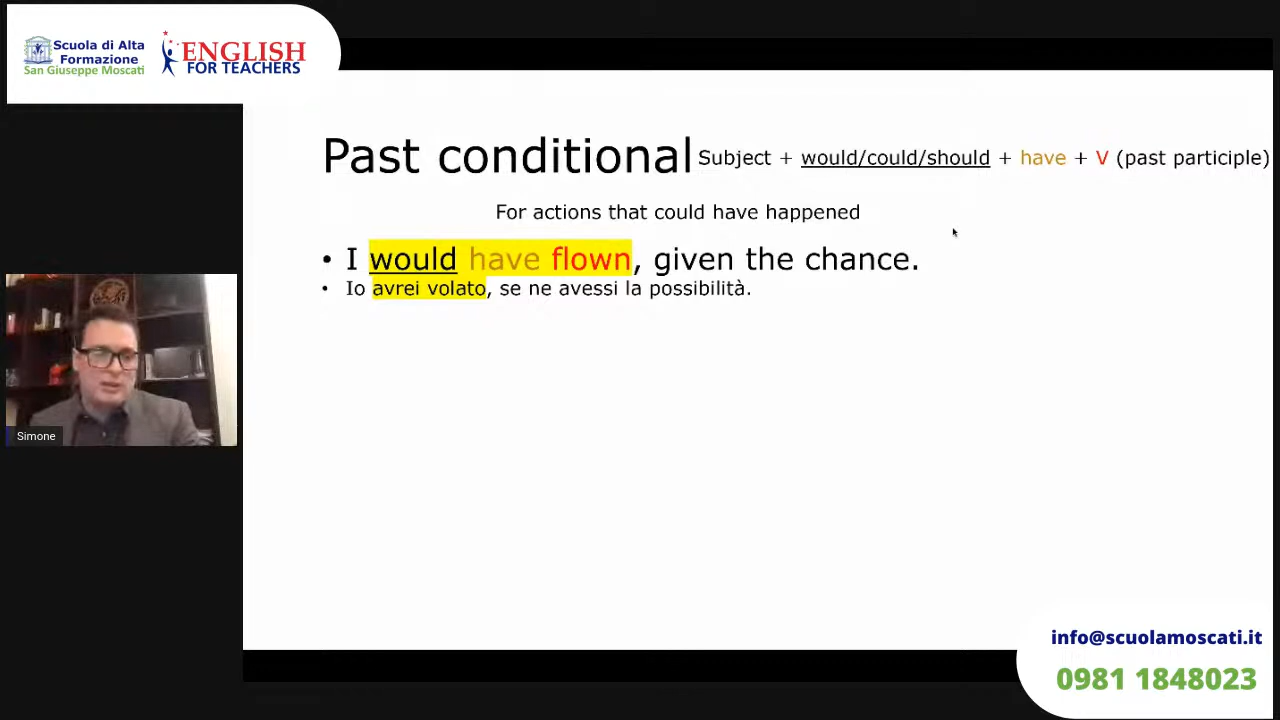 Scuola di Alta
Formazione
San Giuseppe Moscati
ENGLISH
FOR TEACHERS
Past conditional Subject + would/could/should + have + V (past participle)
For actions that could have happened
• I would have flown, given the chance.
• Io avrei volato, se ne avessi la possibilità.
Simone
info@scuolamoscati.it
0981 1848023